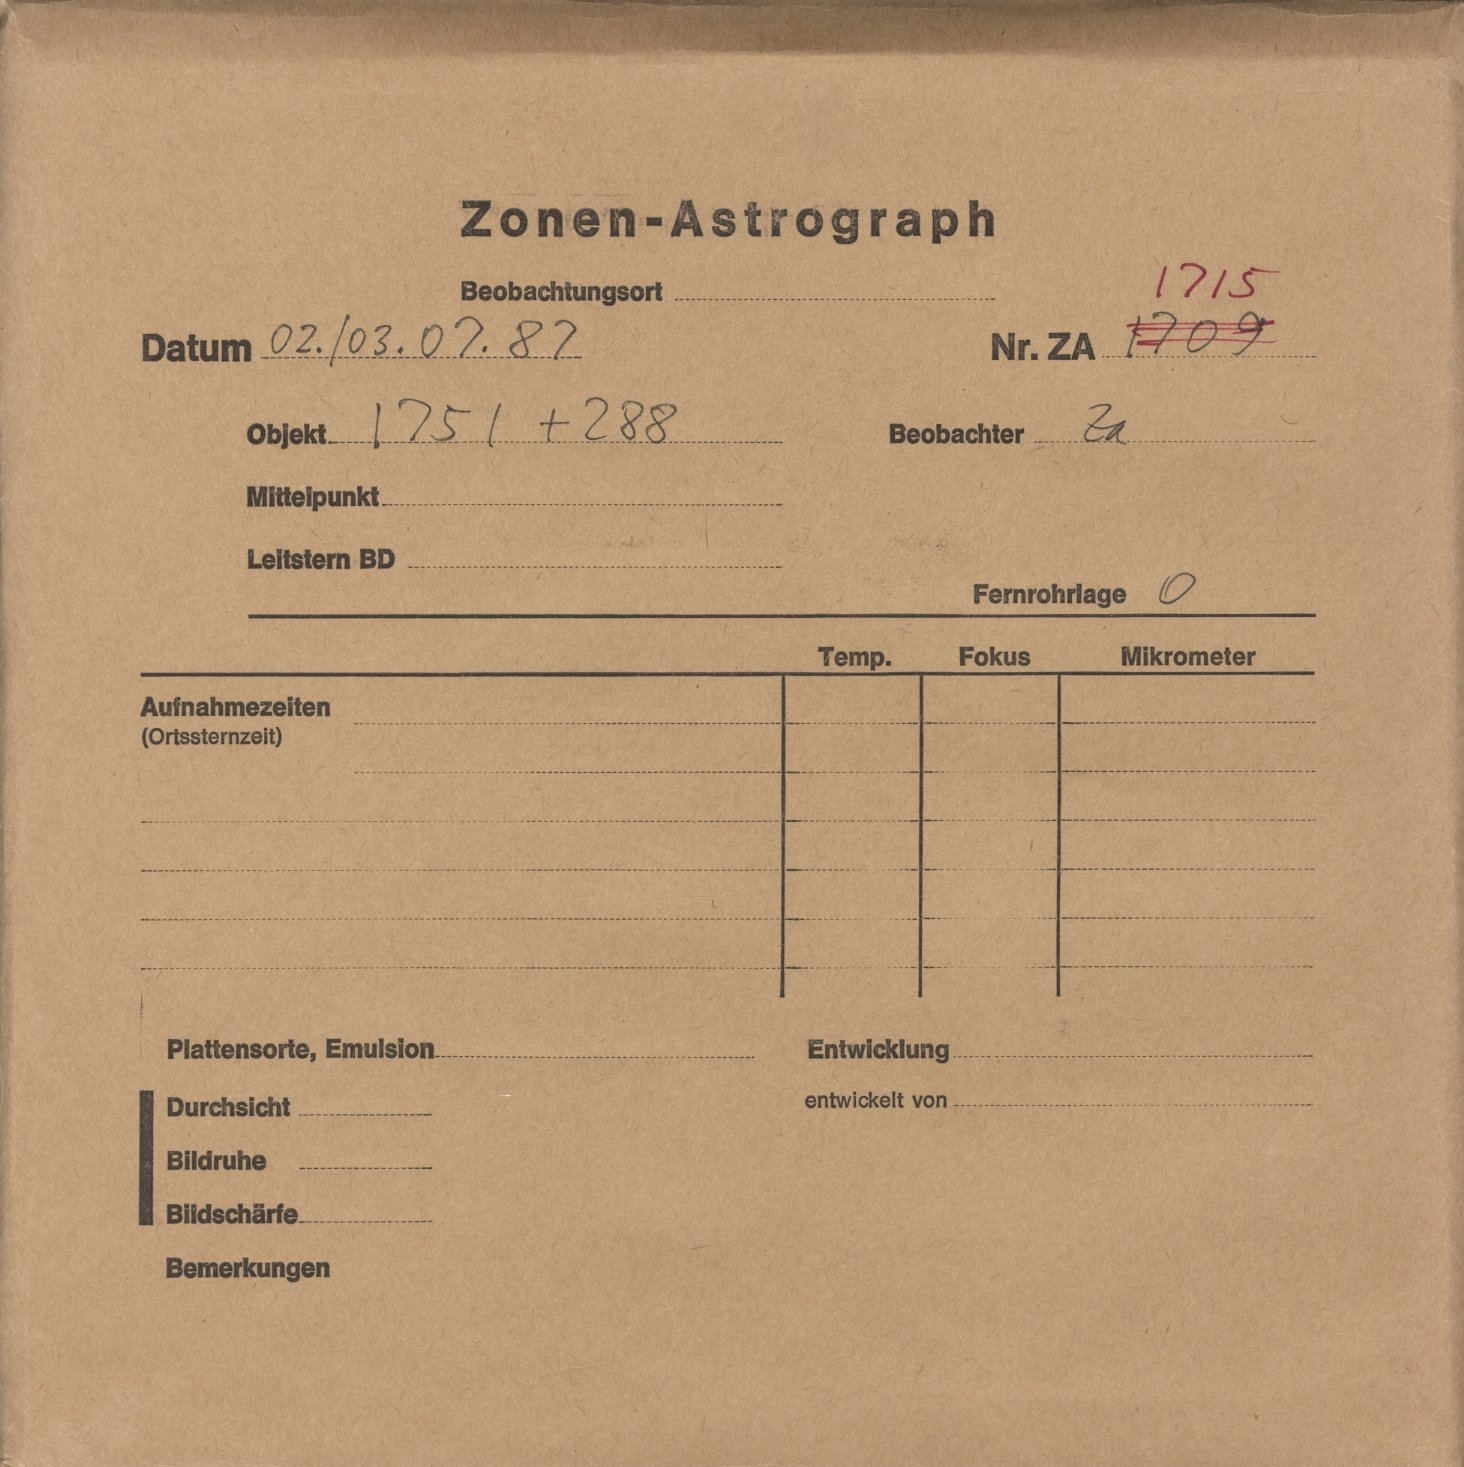 Zonen-Astrograph
Beobachtungsort
1715
Datum 02./03.07.87
Nr. ZA 1709
Objekt 1751 +288
Beobachter Za
Mittelpunkt
Leitstern BD
Fernrohrlage O
Temp. Fokus Mikrometer
Aufnahmezeiten
(Ortssternzeit)
Plattensorte, Emulsion
Entwicklung
Durchsicht
entwickelt von
Bildruhe
Bildschärfe
Bemerkungen